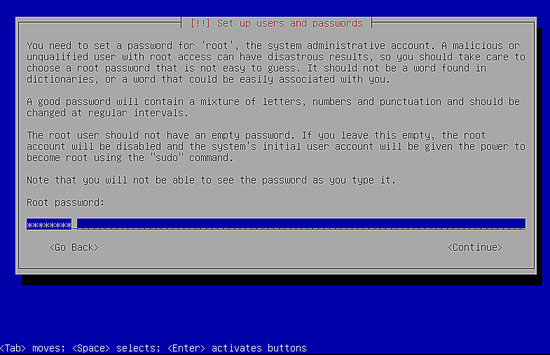 [!!] Set up users and passwords
You need to set a password for 'root', the system administrative account. A malicious or
unqualified user with root access can have disastrous results, so you should take care to
choose a root password that is not easy to guess. It should not be a word found in
dictionaries, or a word that could be easily associated with you.
A good password will contain a mixture of letters, numbers and punctuation and should be
changed at regular intervals.
The root user should not have an empty password. If you leave this empty, the root
account will be disabled and the system's initial user account will be given the power to
become root using the "sudo" command.
Note that you will not be able to see the password as you type it.
Root password:
********
<Go Back> <Continue>
<Tab> moves; <Space> selects; <Enter> activates buttons